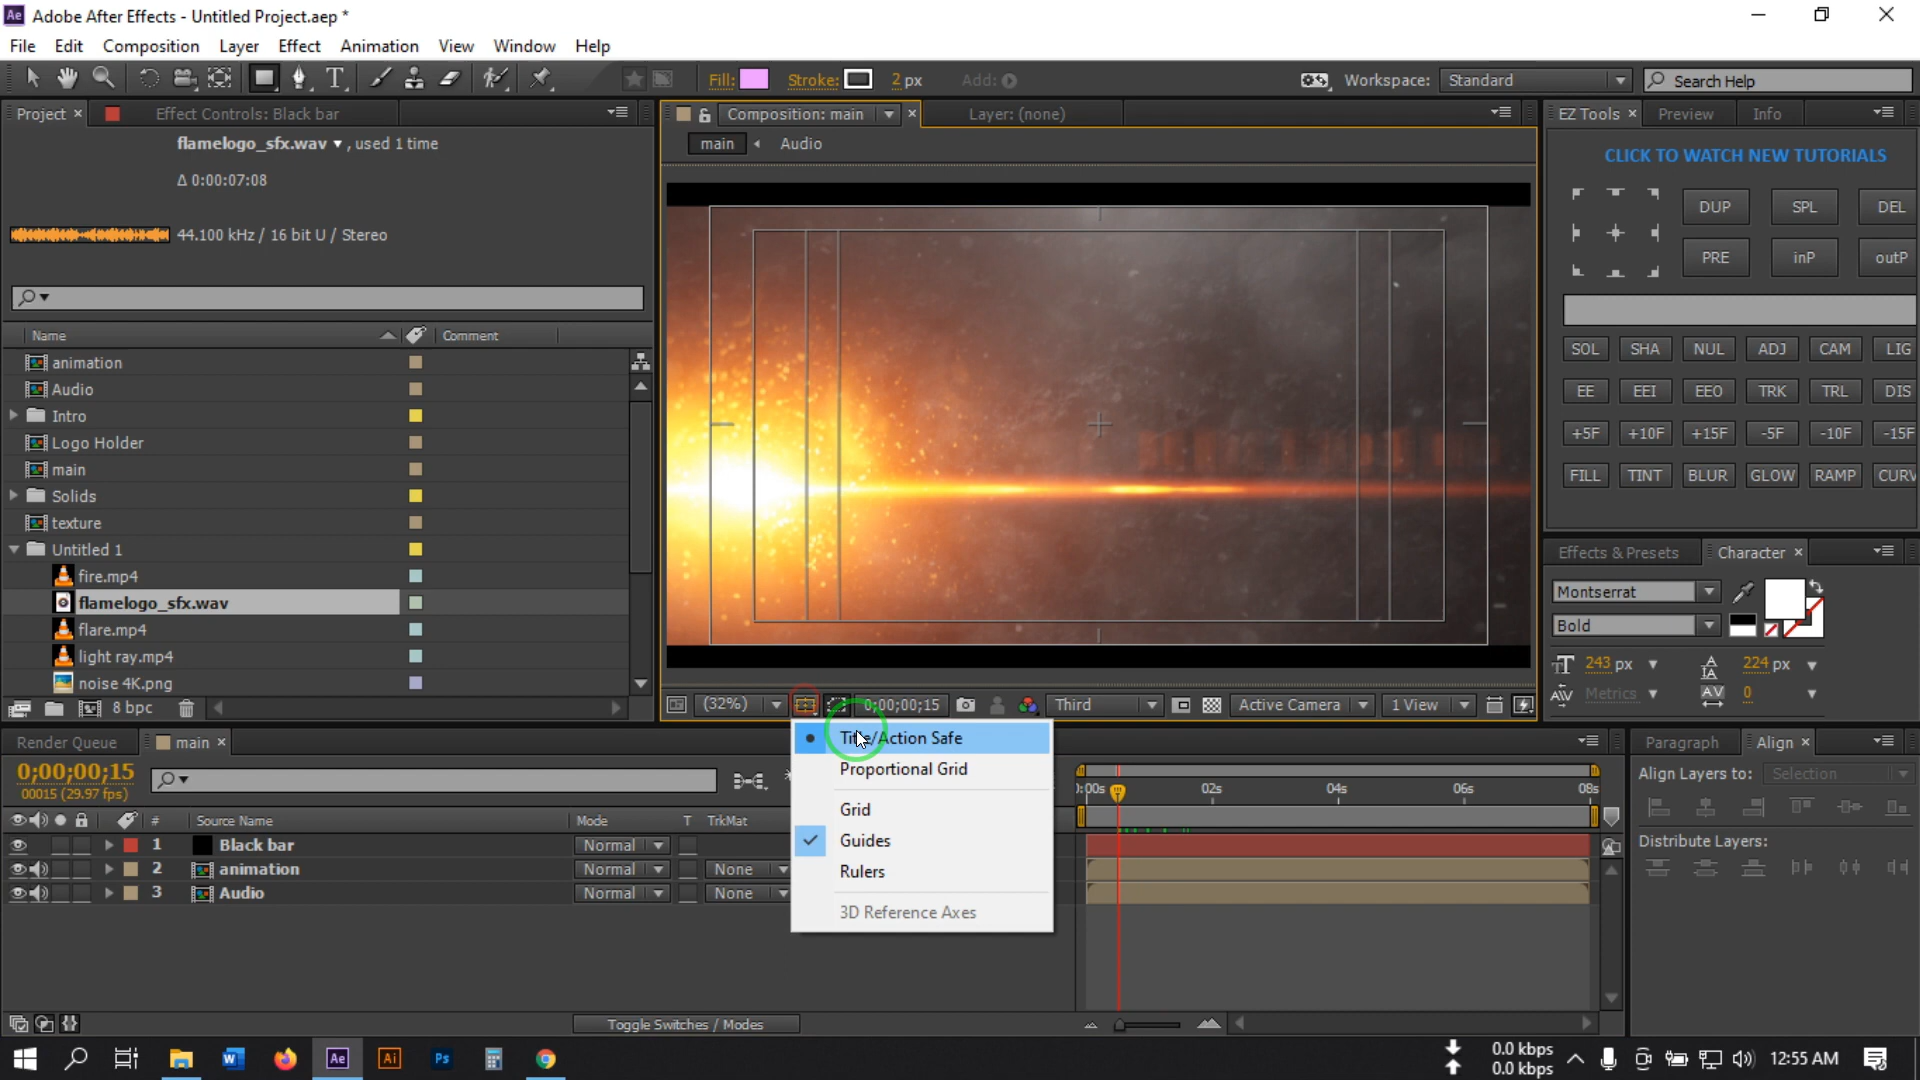 Ae Adobe After Effects - Untitled Project.aep *
File Edit Composition Layer Effect Animation View Window Help
T Fill: Stroke: 2 px Add: Workspace: Standard Search Help
Project × Effect Controls: Black bar
flamelogo_sfx.wav ▼ , used 1 time
Δ 0:00:07:08
44.100 kHz / 16 bit U / Stereo
Name Comment
animation
Audio
Intro
Logo Holder
main
Solids
texture
Untitled 1
fire.mp4
flamelogo_sfx.wav
flare.mp4
light ray.mp4
noise 4K.png
8 bpc
Composition: main × Layer: (none)
main Audio
(32%) 0;00;00;15 Third Active Camera 1 View
Title/Action Safe
Proportional Grid
Grid
Guides
Rulers
3D Reference Axes
EZ Tools × Preview Info
CLICK TO WATCH NEW TUTORIALS
DUP SPL DEL
PRE inP outP
SOL SHA NUL ADJ CAM LIG
EE EEI EEO TRK TRL DIS
+5F +10F +15F -5F -10F -15F
FILL TINT BLUR GLOW RAMP CURV
Effects & Presets Character ×
Montserrat
Bold
243 px 224 px
Metrics 0
Render Queue main ×
0;00;00;15
00015 (29.97 fps)
# Source Name Mode T TrkMat
1 Black bar Normal
2 animation Normal None
3 Audio Normal None
):00s 02s 04s 06s 08s
Toggle Switches / Modes
Paragraph Align ×
Align Layers to: Selection
Distribute Layers:
W Ae Ai Ps
0.0 kbps
0.0 kbps
12:55 AM